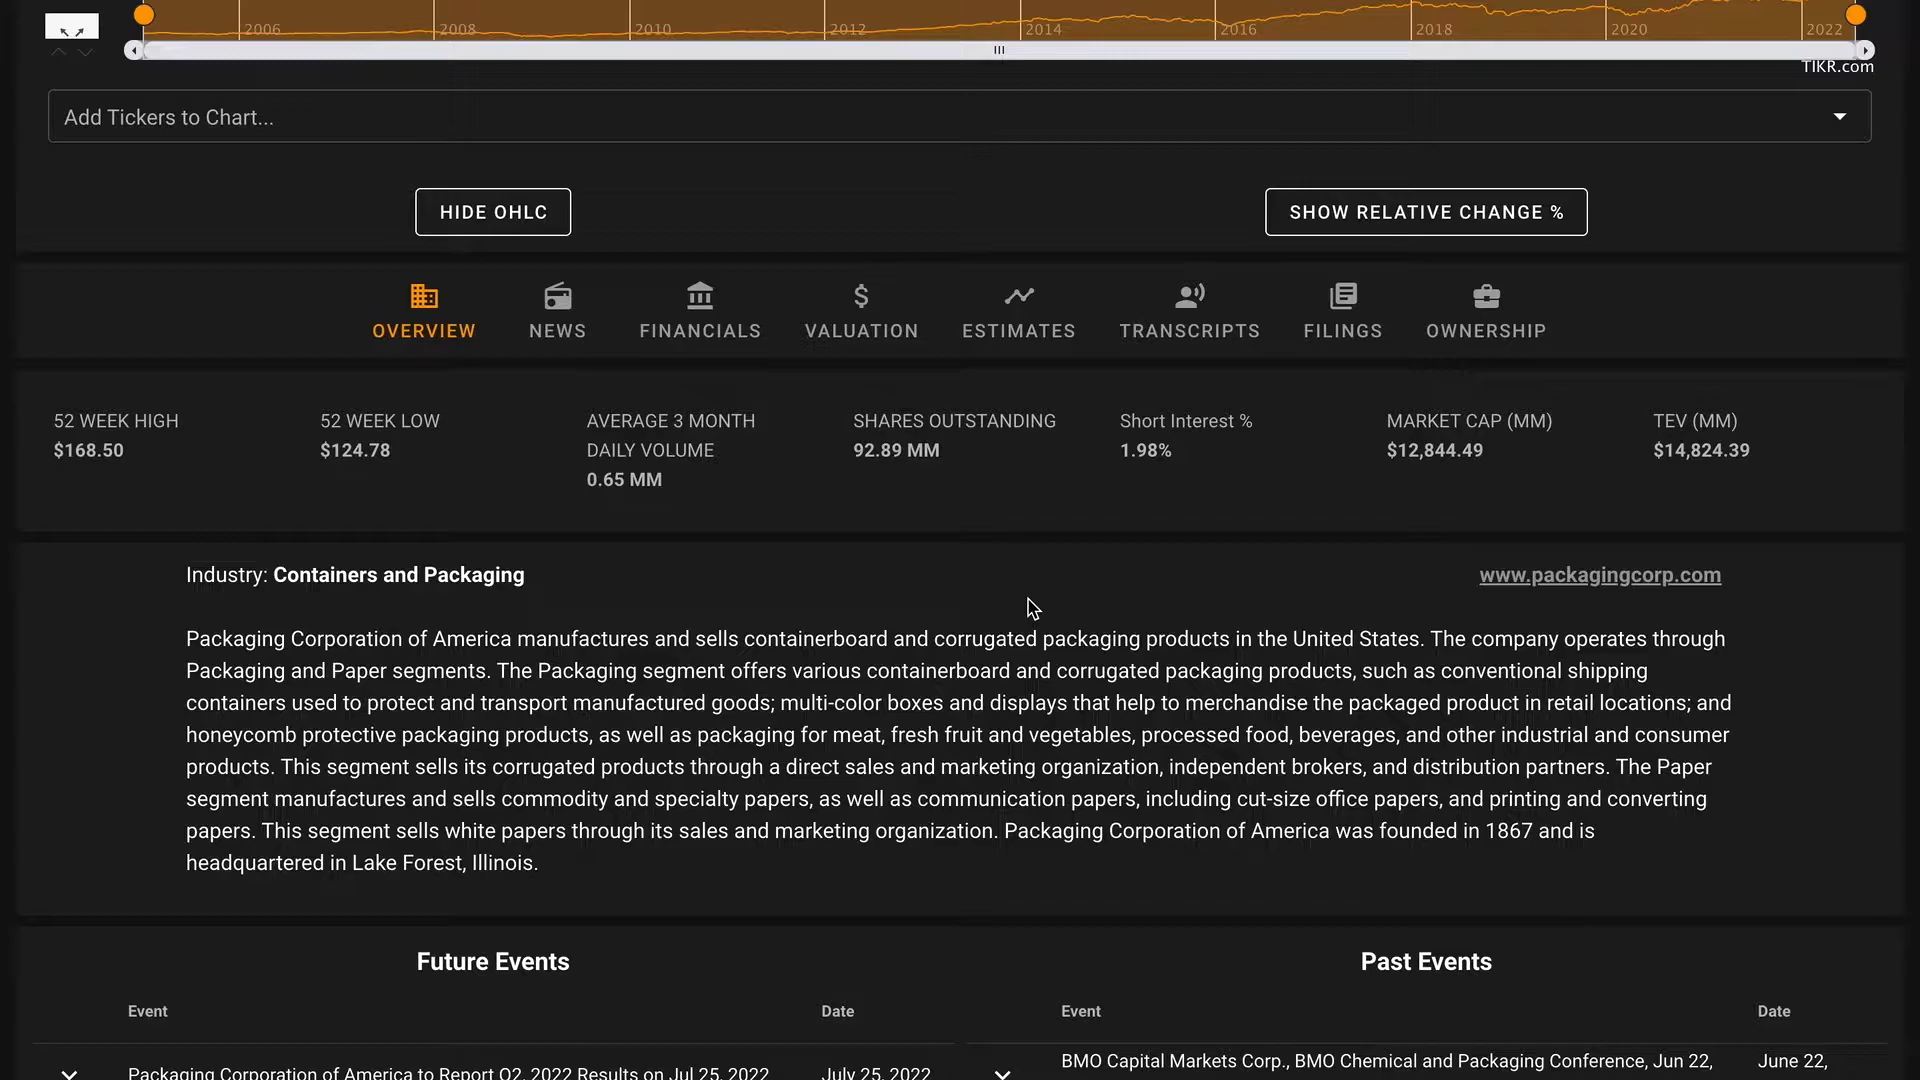 2006 2008 2010 2012 2014 2016 2018 2020 2022
TIKR.com
Add Tickers to Chart...
HIDE OHLC
SHOW RELATIVE CHANGE %
OVERVIEW NEWS FINANCIALS VALUATION ESTIMATES TRANSCRIPTS FILINGS OWNERSHIP
52 WEEK HIGH
$168.50
52 WEEK LOW
$124.78
AVERAGE 3 MONTH
DAILY VOLUME
0.65 MM
SHARES OUTSTANDING
92.89 MM
Short Interest %
1.98%
MARKET CAP (MM)
$12,844.49
TEV (MM)
$14,824.39
Industry: Containers and Packaging
www.packagingcorp.com
Packaging Corporation of America manufactures and sells containerboard and corrugated packaging products in the United States. The company operates through
Packaging and Paper segments. The Packaging segment offers various containerboard and corrugated packaging products, such as conventional shipping
containers used to protect and transport manufactured goods; multi-color boxes and displays that help to merchandise the packaged product in retail locations; and
honeycomb protective packaging products, as well as packaging for meat, fresh fruit and vegetables, processed food, beverages, and other industrial and consumer
products. This segment sells its corrugated products through a direct sales and marketing organization, independent brokers, and distribution partners. The Paper
segment manufactures and sells commodity and specialty papers, as well as communication papers, including cut-size office papers, and printing and converting
papers. This segment sells white papers through its sales and marketing organization. Packaging Corporation of America was founded in 1867 and is
headquartered in Lake Forest, Illinois.
Future Events
Event Date
Packaging Corporation of America to Report Q2, 2022 Results on Jul 25, 2022 July 25, 2022
Past Events
Event Date
BMO Capital Markets Corp., BMO Chemical and Packaging Conference, Jun 22, June 22,